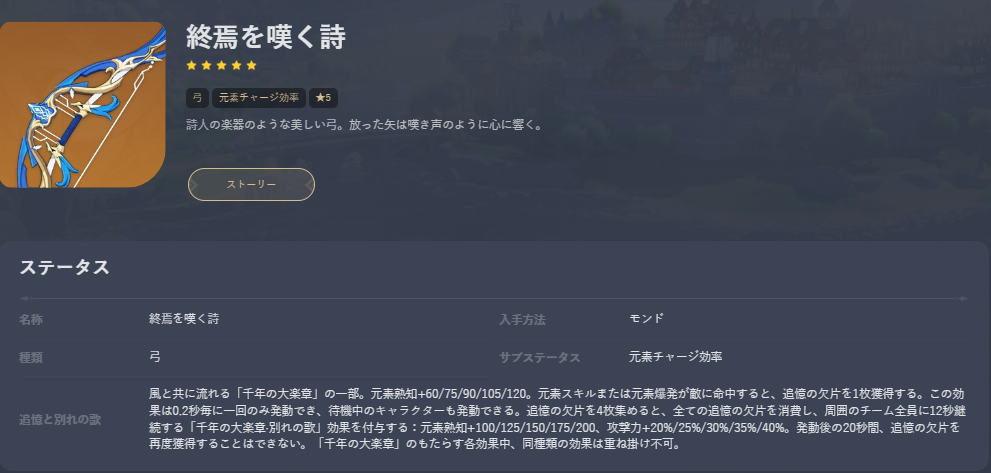 終焉を嘆く詩
弓 元素チャージ効率 ★5
詩人の楽器のような美しい弓。放った矢は嘆き声のように心に響く。
ストーリー
ステータス
名称 終焉を嘆く詩 入手方法 モンド
種類 弓 サブステータス 元素チャージ効率
追憶と別れの歌
風と共に流れる「千年の大楽章」の一部。元素熟知+60/75/90/105/120。元素スキルまたは元素爆発が敵に命中すると、追憶の欠片を1枚獲得する。この効
果は0.2秒毎に一回のみ発動でき、待機中のキャラクターも発動できる。追憶の欠片を4枚集めると、全ての追憶の欠片を消費し、周囲のチーム全員に12秒継
続する「千年の大楽章·別れの歌」効果を付与する：元素熟知+100/125/150/175/200、攻撃力+20%/25%/30%/35%/40%。発動後の20秒間、追憶の欠片を
再度獲得することはできない。「千年の大楽章」のもたらす各効果中、同種類の効果は重ね掛け不可。